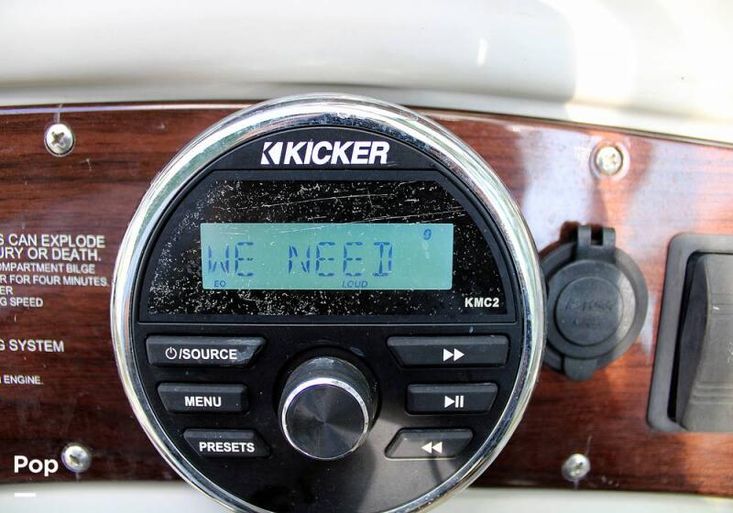 KICKER
9
WE NEED
EQ LOUD
KMC2
S CAN EXPLODE
URY OR DEATH.
OMPARTMENT BILGE
R FOR FOUR MINUTES.
ER
G SPEED
G SYSTEM
ENGINE.
⏻/SOURCE
MENU
PRESETS
Pop